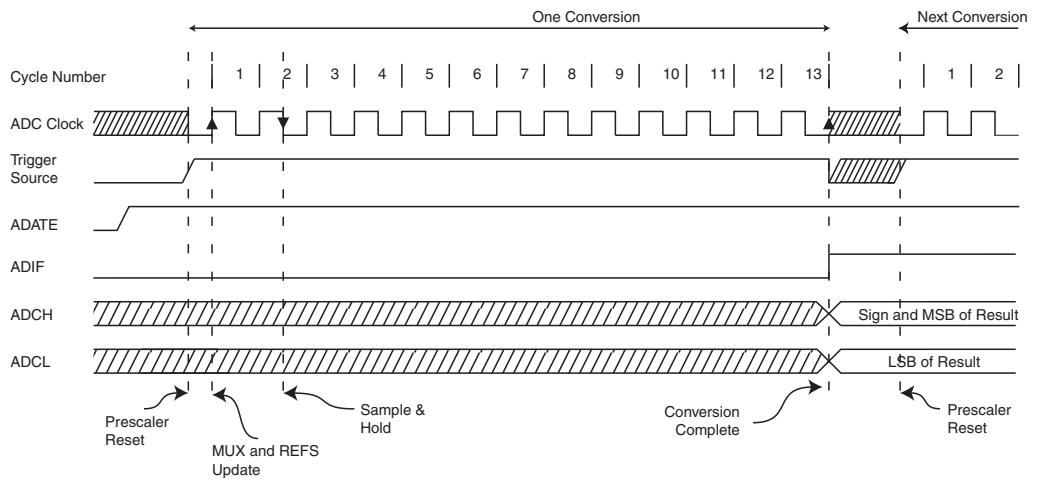 One Conversion
Next Conversion
Cycle Number
1 2 3 4 5 6 7 8 9 10 11 12 13 1 2
ADC Clock
Trigger
Source
ADATE
ADIF
ADCH
Sign and MSB of Result
ADCL
LSB of Result
Prescaler
Reset
MUX and REFS
Update
Sample &
Hold
Conversion
Complete
Prescaler
Reset